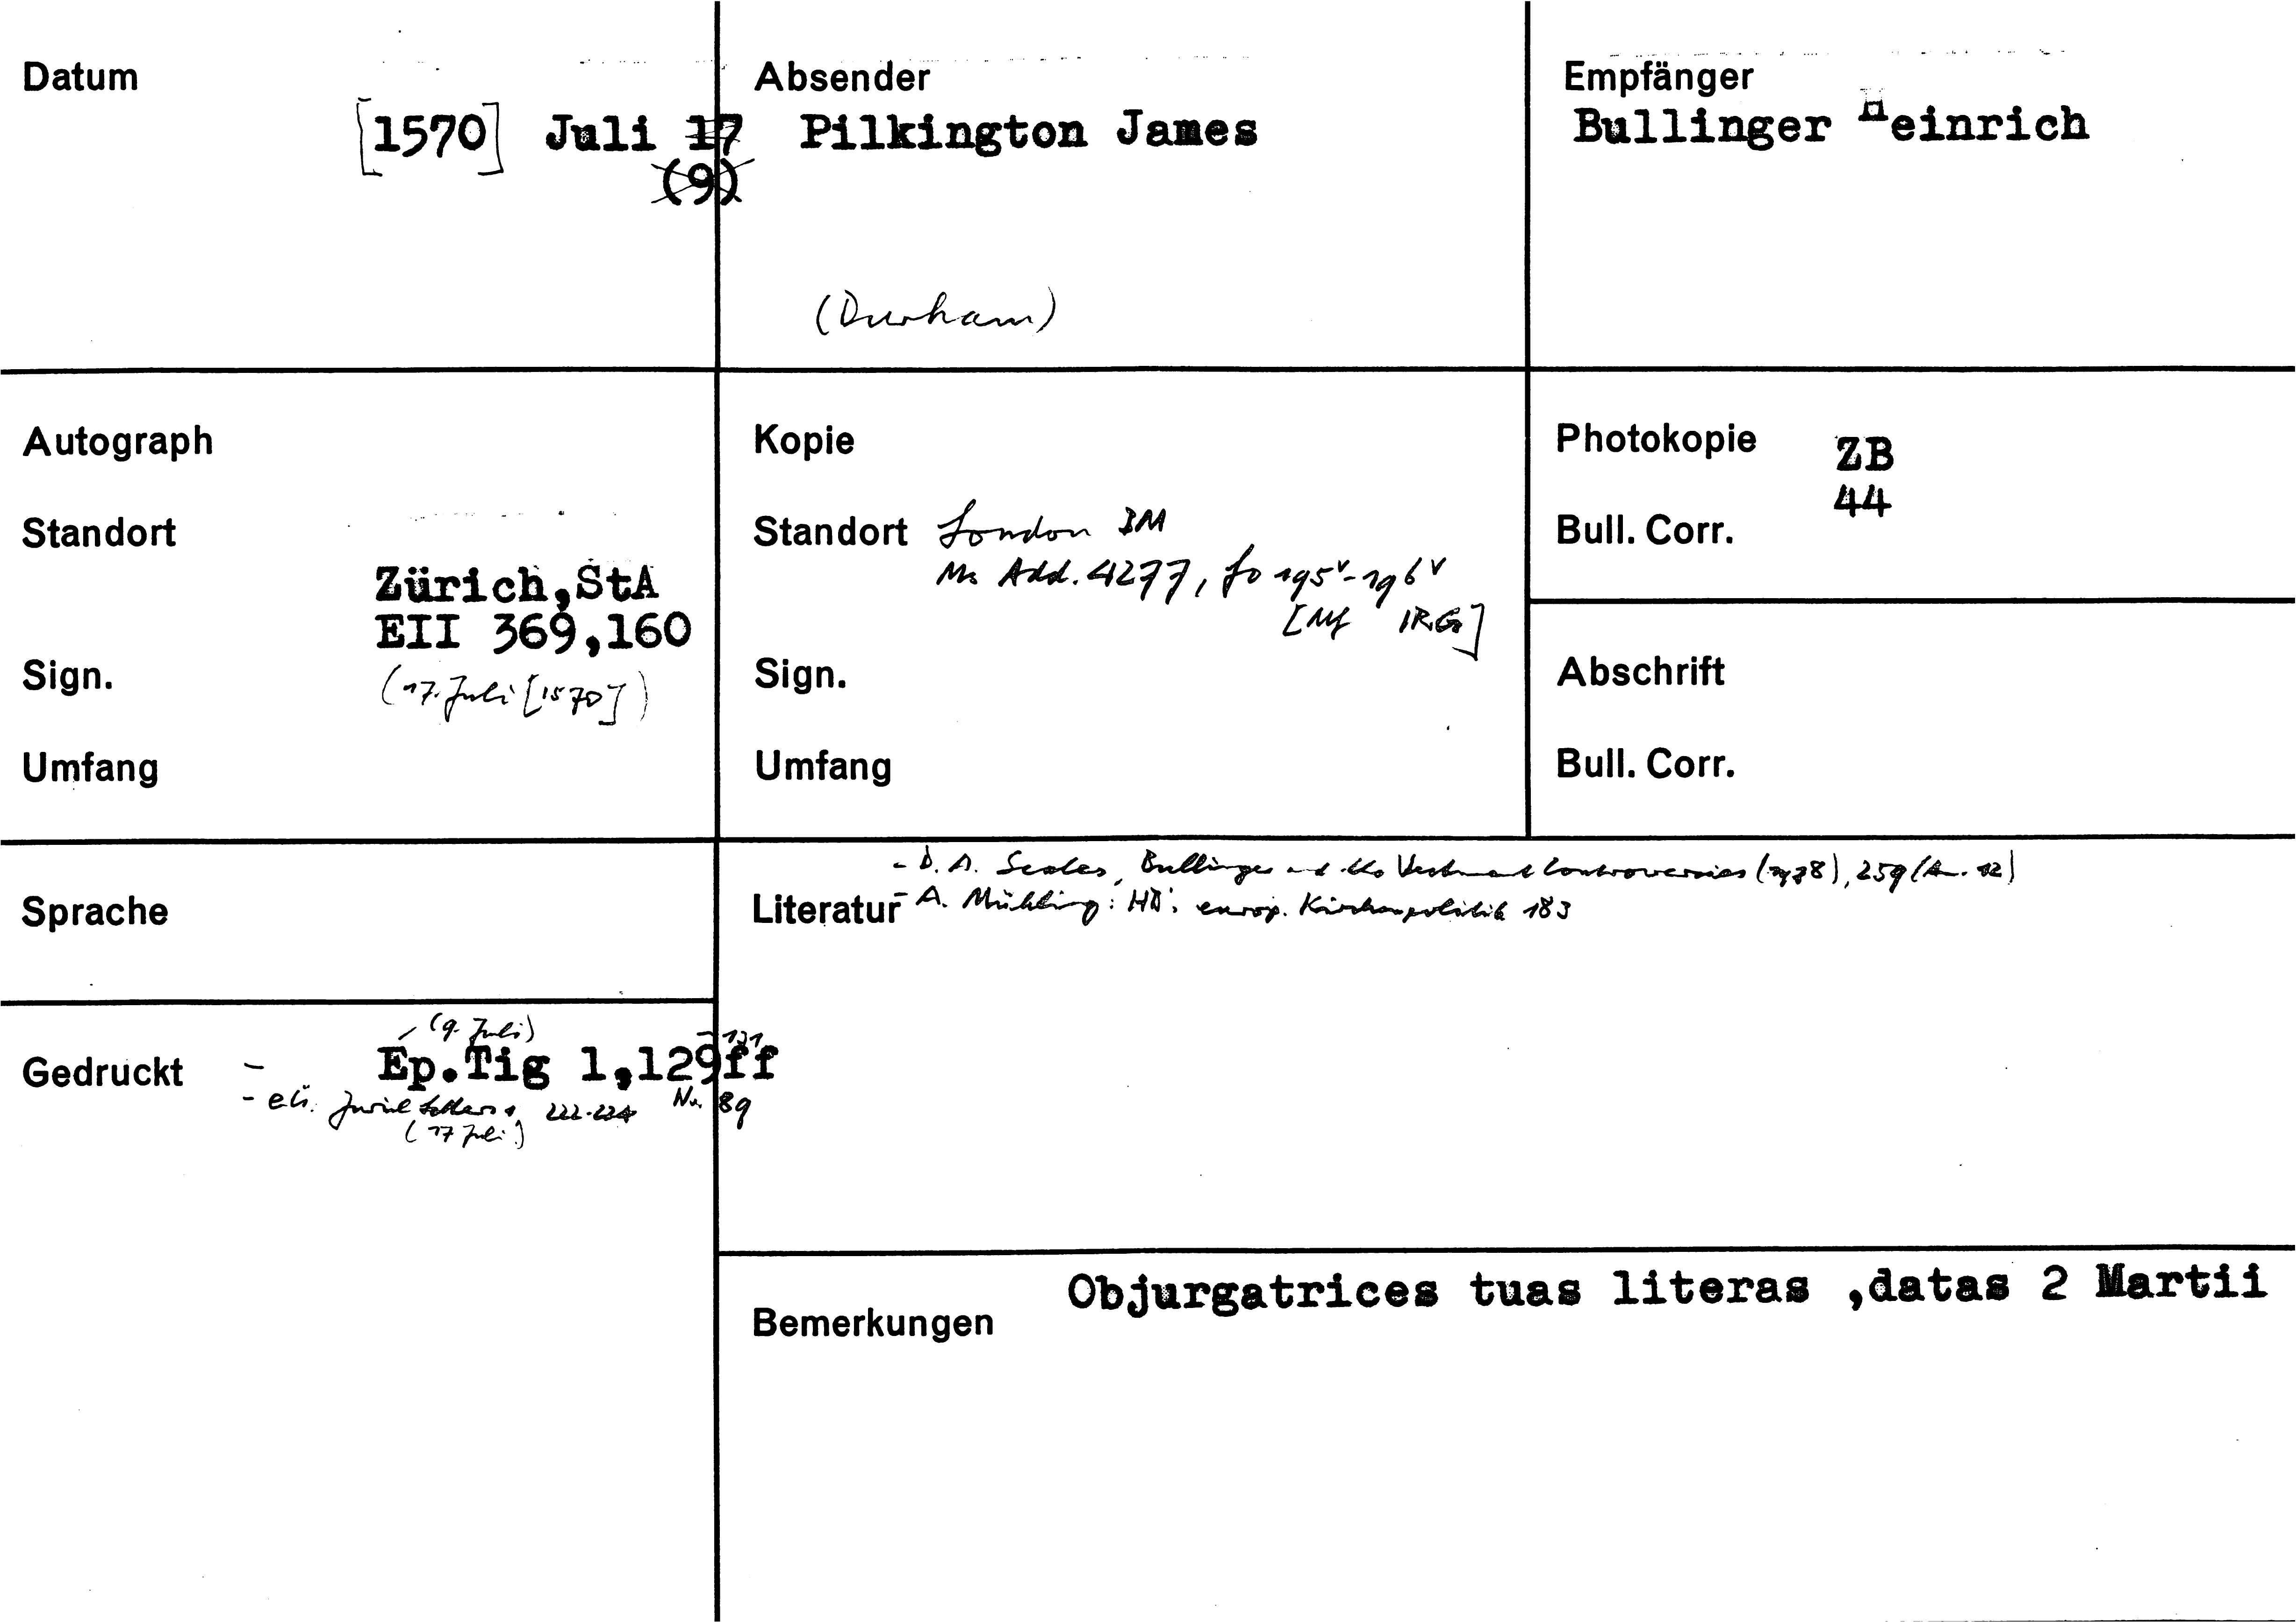 Datum
[1570] Juli 17
(9)
Absender
Pilkington James
(Durham)
Empfänger
Bullinger Heinrich
Autograph
Standort
Zürich,StA
EII 369,160
Sign.
(17. Juli [1570])
Umfang
Kopie
Standort London BM
Ms Add. 4277, fo 195v-196v
[Mf IRG]
Sign.
Umfang
Photokopie ZB
44
Bull. Corr.
Abschrift
Bull. Corr.
Sprache
Literatur
- D. A. Scales, Bullinger and the Vestment Controversies (1978), 259 (A. 12)
- A. Mühling: HB's europ. Kirchenpolitik 183
Gedruckt
- (9. Juli)
Ep.Tig 1,129ff
-131
- Zurich Letters 1, 222-224 Nr. 89
(17 Juli)
Bemerkungen
Objurgatrices tuas literas ,datas 2 Martii